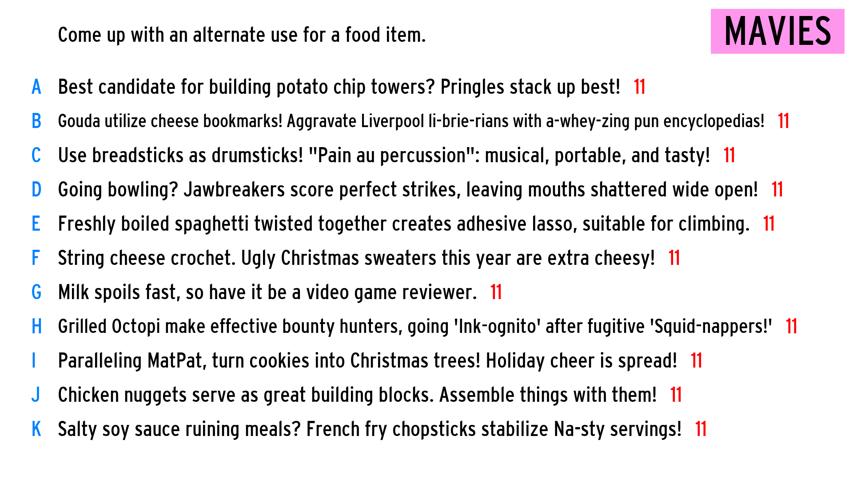 Come up with an alternate use for a food item.
MAVIES
A Best candidate for building potato chip towers? Pringles stack up best! 11
B Gouda utilize cheese bookmarks! Aggravate Liverpool li-brie-rians with a-whey-zing pun encyclopedias! 11
C Use breadsticks as drumsticks! "Pain au percussion": musical, portable, and tasty! 11
D Going bowling? Jawbreakers score perfect strikes, leaving mouths shattered wide open! 11
E Freshly boiled spaghetti twisted together creates adhesive lasso, suitable for climbing. 11
F String cheese crochet. Ugly Christmas sweaters this year are extra cheesy! 11
G Milk spoils fast, so have it be a video game reviewer. 11
H Grilled Octopi make effective bounty hunters, going 'Ink-ognito' after fugitive 'Squid-nappers!' 11
I Paralleling MatPat, turn cookies into Christmas trees! Holiday cheer is spread! 11
J Chicken nuggets serve as great building blocks. Assemble things with them! 11
K Salty soy sauce ruining meals? French fry chopsticks stabilize Na-sty servings! 11